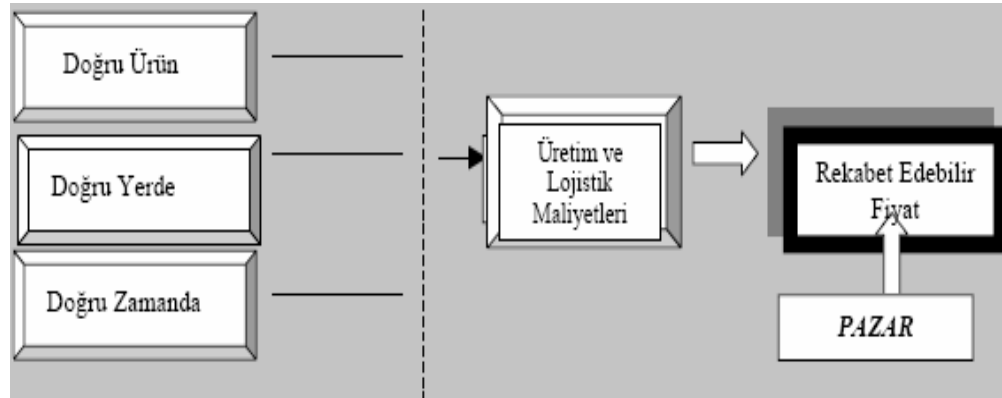 Doğru Ürün
Doğru Yerde
Doğru Zamanda
Üretim ve
Lojistik
Maliyetleri
Rekabet Edebilir
Fiyat
PAZAR